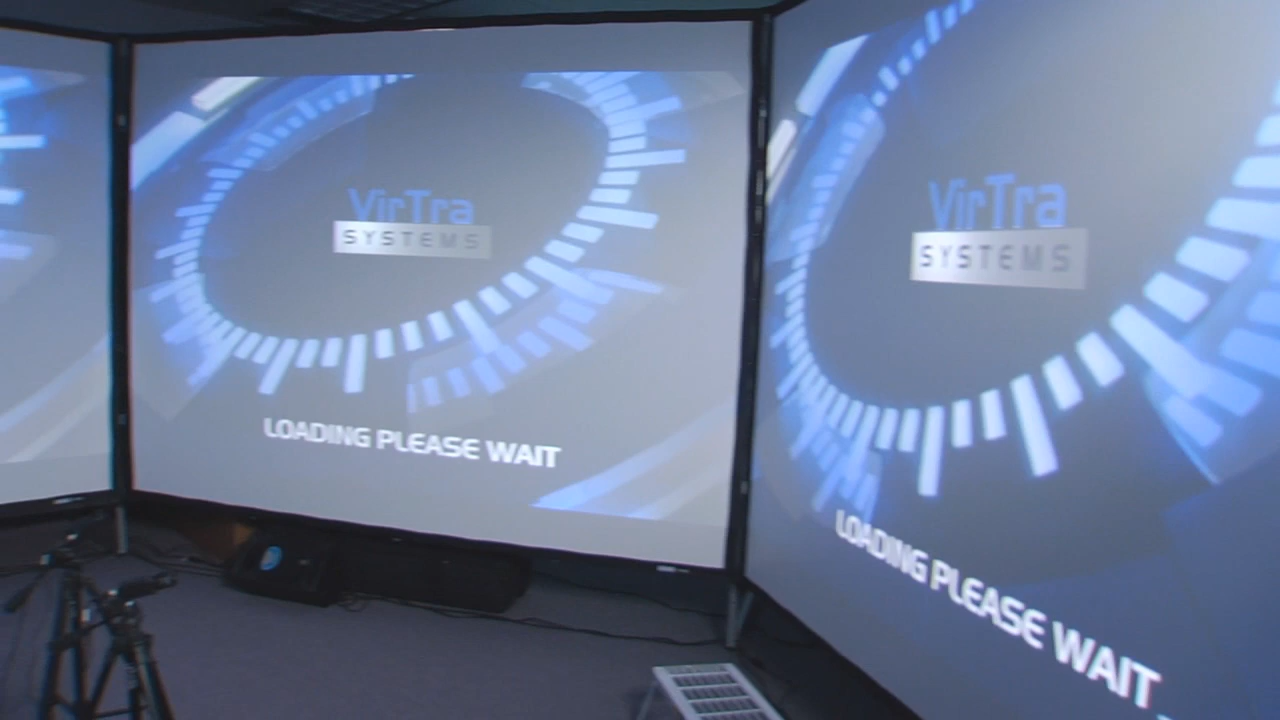 VirTra
SYSTEMS
LOADING PLEASE WAIT
VirTra
SYSTEMS
LOADING PLEASE WAIT